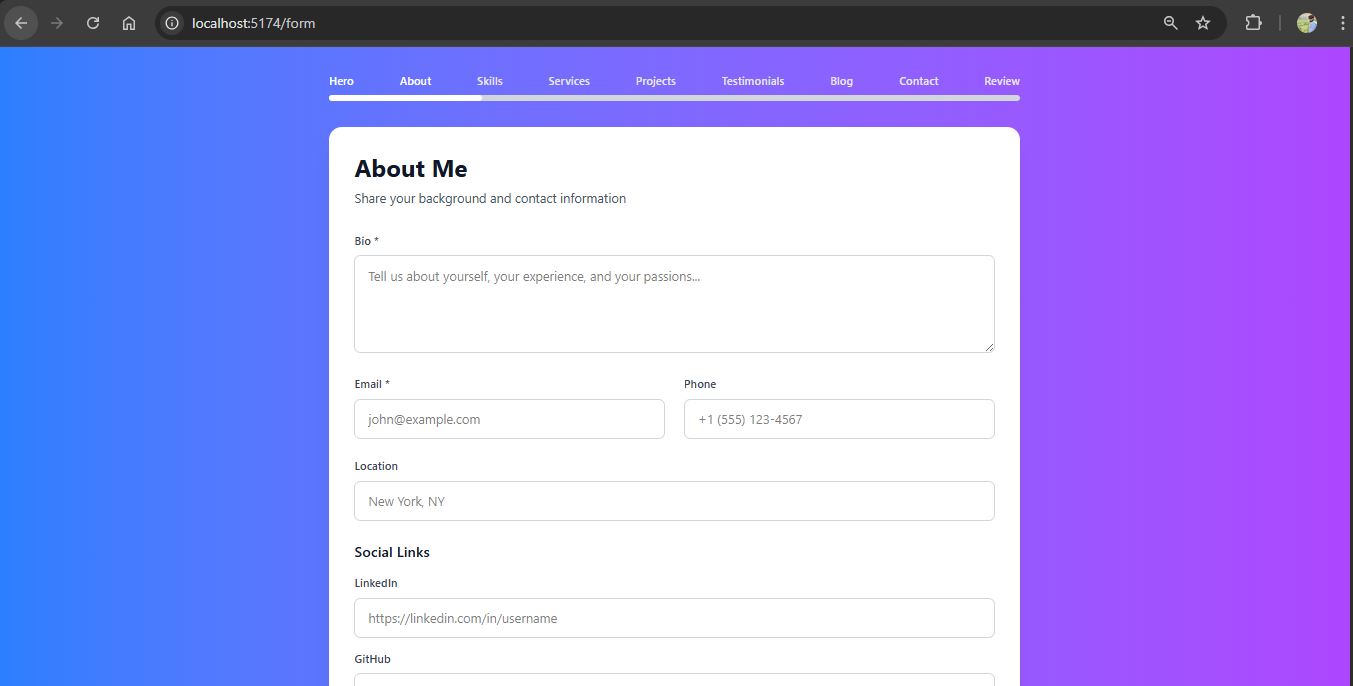 localhost:5174/form
Hero About Skills Services Projects Testimonials Blog Contact Review
About Me
Share your background and contact information
Bio *
Tell us about yourself, your experience, and your passions...
Email * Phone
john@example.com +1 (555) 123-4567
Location
New York, NY
Social Links
LinkedIn
https://linkedin.com/in/username
GitHub